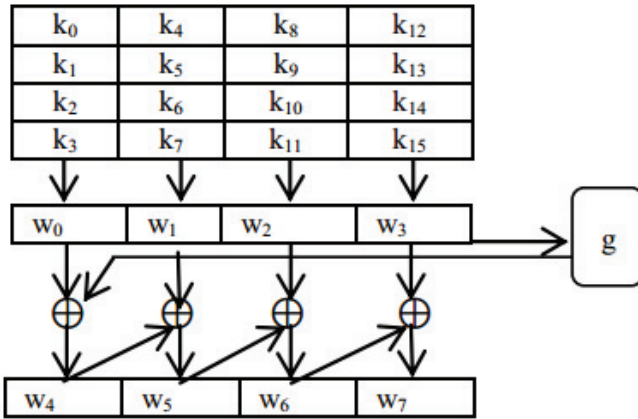 k₀ k₄ k₈ k₁₂
k₁ k₅ k₉ k₁₃
k₂ k₆ k₁₀ k₁₄
k₃ k₇ k₁₁ k₁₅
w₀ w₁ w₂ w₃
g
w₄ w₅ w₆ w₇